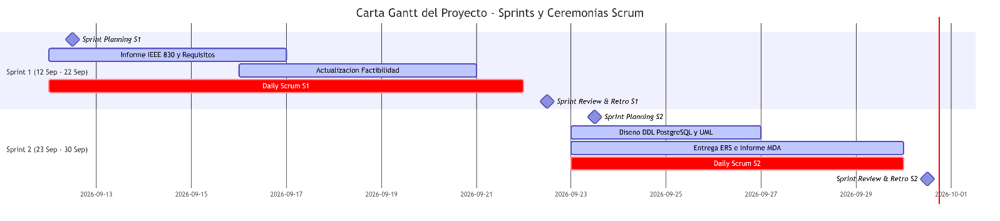 Carta Gantt del Proyecto - Sprints y Ceremonias Scrum
Sprint Planning S1
Informe IEEE 830 y Requisitos
Actualizacion Factibilidad
Sprint 1 (12 Sep - 22 Sep)
Daily Scrum S1
Sprint Review & Retro S1
Sprint Planning S2
Diseno DDL PostgreSQL y UML
Entrega ERS e Informe MDA
Sprint 2 (23 Sep - 30 Sep)
Daily Scrum S2
Sprint Review & Retro S2
2026-09-13 2026-09-15 2026-09-17 2026-09-19 2026-09-21 2026-09-23 2026-09-25 2026-09-27 2026-09-29 2026-10-01